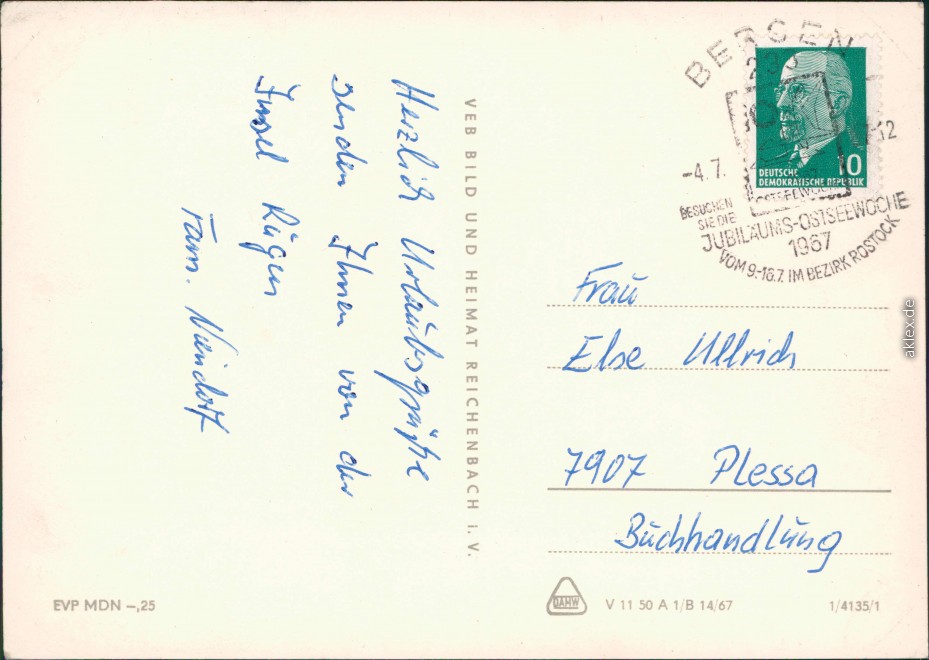 Herzlich Urlaubsgrüße
senden Ihnen von der
Insel Rügen
Fam.
VEB BILD UND HEIMAT REICHENBACH I. V.
BERGEN
-4.7.
-12
BESUCHEN
SIE DIE
JUBILÄUMS-OSTSEEWOCHE
1967
VOM 9.-16.7. IM BEZIRK ROSTOCK
10
DEUTSCHE
DEMOKRATISCHE REPUBLIK
Frau
Else Ullrich
7907 Plessa
Buchhandlung
EVP MDN -,25
DAMW
V 11 50 A 1/B 14/67
1/4135/1
aklex.de